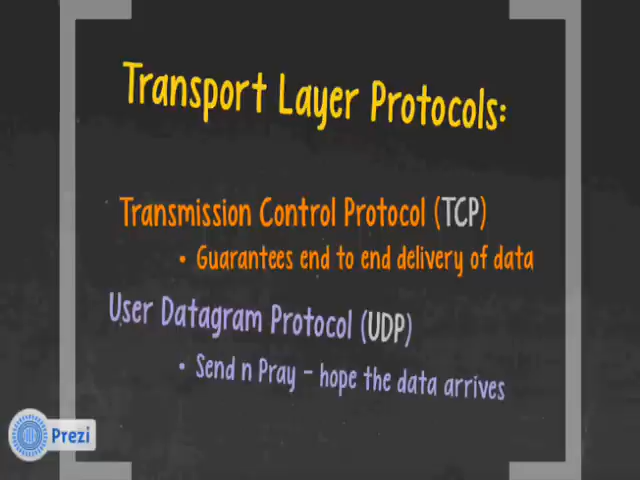 Transport Layer Protocols:
Transmission Control Protocol (TCP)
• Guarantees end to end delivery of data
User Datagram Protocol (UDP)
• Send n Pray – hope the data arrives
Prezi